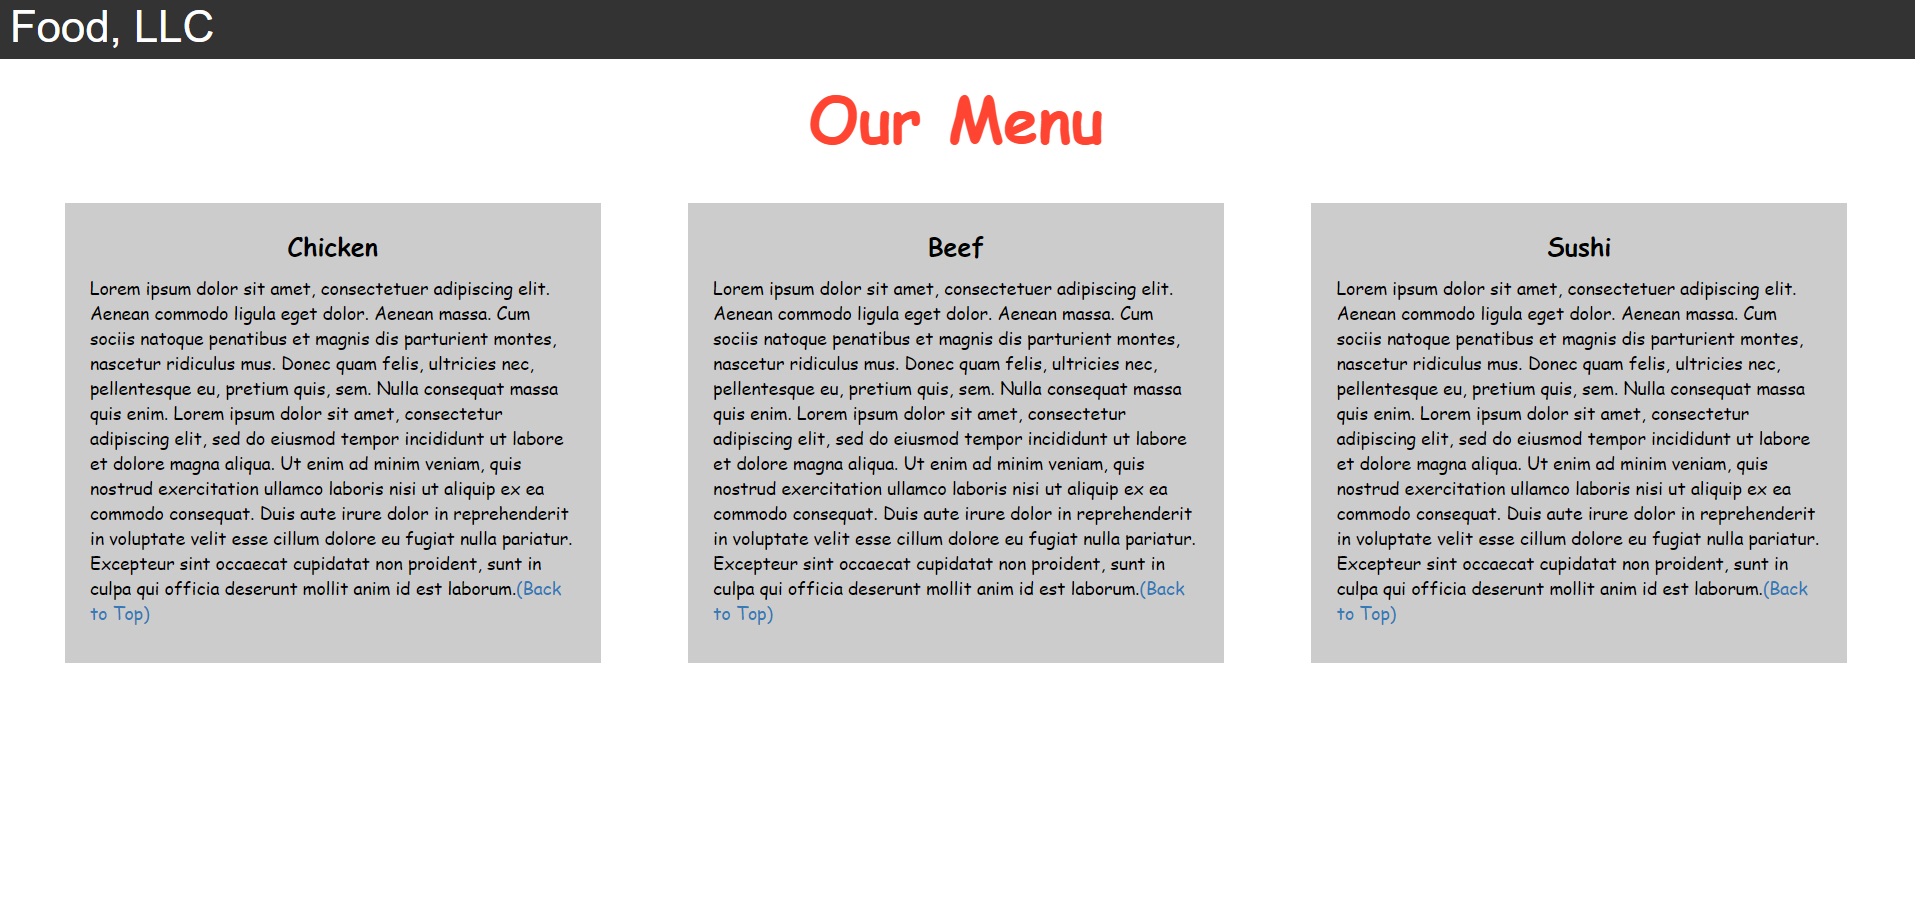 Food, LLC
Our Menu
Chicken
Lorem ipsum dolor sit amet, consectetuer adipiscing elit.
Aenean commodo ligula eget dolor. Aenean massa. Cum
sociis natoque penatibus et magnis dis parturient montes,
nascetur ridiculus mus. Donec quam felis, ultricies nec,
pellentesque eu, pretium quis, sem. Nulla consequat massa
quis enim. Lorem ipsum dolor sit amet, consectetur
adipiscing elit, sed do eiusmod tempor incididunt ut labore
et dolore magna aliqua. Ut enim ad minim veniam, quis
nostrud exercitation ullamco laboris nisi ut aliquip ex ea
commodo consequat. Duis aute irure dolor in reprehenderit
in voluptate velit esse cillum dolore eu fugiat nulla pariatur.
Excepteur sint occaecat cupidatat non proident, sunt in
culpa qui officia deserunt mollit anim id est laborum.(Back
to Top)
Beef
Lorem ipsum dolor sit amet, consectetuer adipiscing elit.
Aenean commodo ligula eget dolor. Aenean massa. Cum
sociis natoque penatibus et magnis dis parturient montes,
nascetur ridiculus mus. Donec quam felis, ultricies nec,
pellentesque eu, pretium quis, sem. Nulla consequat massa
quis enim. Lorem ipsum dolor sit amet, consectetur
adipiscing elit, sed do eiusmod tempor incididunt ut labore
et dolore magna aliqua. Ut enim ad minim veniam, quis
nostrud exercitation ullamco laboris nisi ut aliquip ex ea
commodo consequat. Duis aute irure dolor in reprehenderit
in voluptate velit esse cillum dolore eu fugiat nulla pariatur.
Excepteur sint occaecat cupidatat non proident, sunt in
culpa qui officia deserunt mollit anim id est laborum.(Back
to Top)
Sushi
Lorem ipsum dolor sit amet, consectetuer adipiscing elit.
Aenean commodo ligula eget dolor. Aenean massa. Cum
sociis natoque penatibus et magnis dis parturient montes,
nascetur ridiculus mus. Donec quam felis, ultricies nec,
pellentesque eu, pretium quis, sem. Nulla consequat massa
quis enim. Lorem ipsum dolor sit amet, consectetur
adipiscing elit, sed do eiusmod tempor incididunt ut labore
et dolore magna aliqua. Ut enim ad minim veniam, quis
nostrud exercitation ullamco laboris nisi ut aliquip ex ea
commodo consequat. Duis aute irure dolor in reprehenderit
in voluptate velit esse cillum dolore eu fugiat nulla pariatur.
Excepteur sint occaecat cupidatat non proident, sunt in
culpa qui officia deserunt mollit anim id est laborum.(Back
to Top)